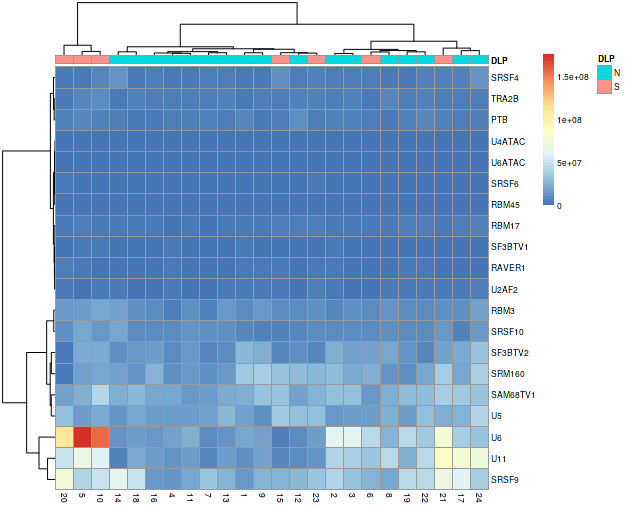 DLP
SRSF4
TRA2B
PTB
U4ATAC
U6ATAC
SRSF6
RBM45
RBM17
SF3BTV1
RAVER1
U2AF2
RBM3
SRSF10
SF3BTV2
SRM160
SAM68TV1
U5
U6
U11
SRSF9
20 5 10 14 18 16 4 11 7 13 1 9 15 12 23 2 3 6 8 19 22 21 17 24
1.5e+08
1e+08
5e+07
0
DLP
N
S